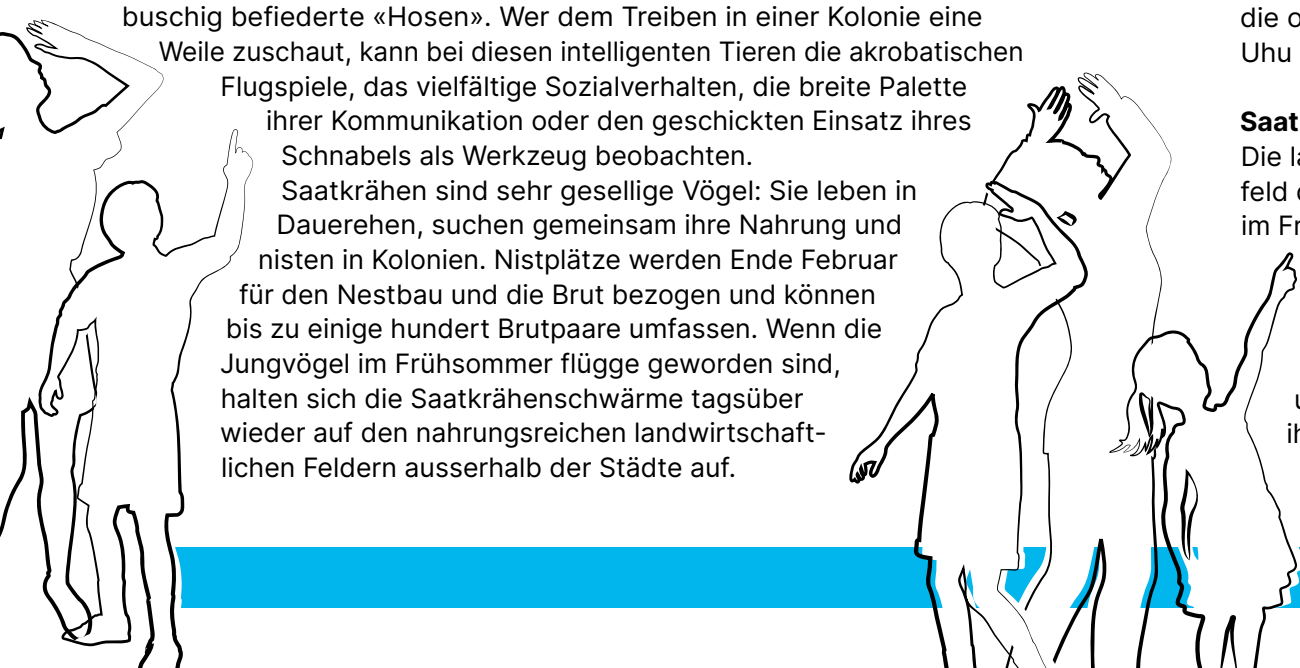 buschig befiederte «Hosen». Wer dem Treiben in einer Kolonie eine
Weile zuschaut, kann bei diesen intelligenten Tieren die akrobatischen
Flugspiele, das vielfältige Sozialverhalten, die breite Palette
ihrer Kommunikation oder den geschickten Einsatz ihres
Schnabels als Werkzeug beobachten.
Saatkrähen sind sehr gesellige Vögel: Sie leben in
Dauerehen, suchen gemeinsam ihre Nahrung und
nisten in Kolonien. Nistplätze werden Ende Februar
für den Nestbau und die Brut bezogen und können
bis zu einige hundert Brutpaare umfassen. Wenn die
Jungvögel im Frühsommer flügge geworden sind,
halten sich die Saatkrähenschwärme tagsüber
wieder auf den nahrungsreichen landwirtschaft-
lichen Feldern ausserhalb der Städte auf.
die
Uhu
Saat
Die
feld
im